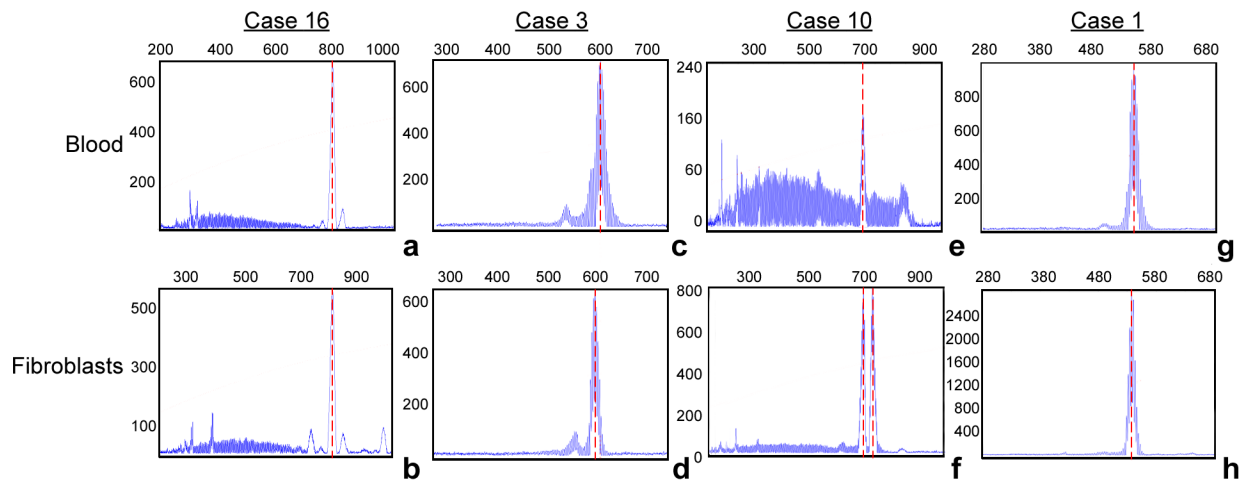 Case 16 Case 3 Case 10 Case 1
200 400 600 800 1000 300 500 600 700 300 500 700 900 280 380 480 580 680
Blood
600 400 200
600 400 200
240 160 60 0
800 600 400 200
a c e g
300 500 700 900 300 500 600 700 300 500 700 900 280 380 480 580 680
Fibroblasts
500 300 100
600 400 200
800 600 400 200 0
2400 2000 1600 1200 800 400
b d f h